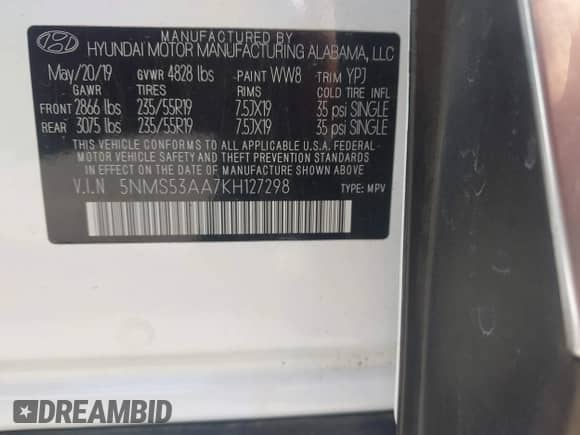 MANUFACTURED BY
HYUNDAI MOTOR MANUFACTURING ALABAMA, LLC
May/20/19 GVWR 4828 lbs PAINT WW8 TRIM YPJ
GAWR TIRES RIMS COLD TIRE INFL
FRONT 2866 lbs 235/55R19 7.5JX19 35 psi SINGLE
REAR 3075 lbs 235/55R19 7.5JX19 35 psi SINGLE
THIS VEHICLE CONFORMS TO ALL APPLICABLE U.S.A. FEDERAL-
MOTOR VEHICLE SAFETY, BUMPER, AND THEFT PREVENTION STANDARDS
IN EFFECT ON THE DATE OF MANUFACTURE SHOWN ABOVE.
V.I.N 5NMS53AA7KH127298 TYPE: MPV
DREAMBID